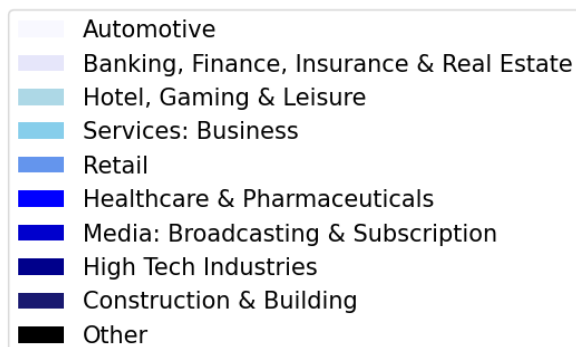 Automotive
Banking, Finance, Insurance & Real Estate
Hotel, Gaming & Leisure
Services: Business
Retail
Healthcare & Pharmaceuticals
Media: Broadcasting & Subscription
High Tech Industries
Construction & Building
Other